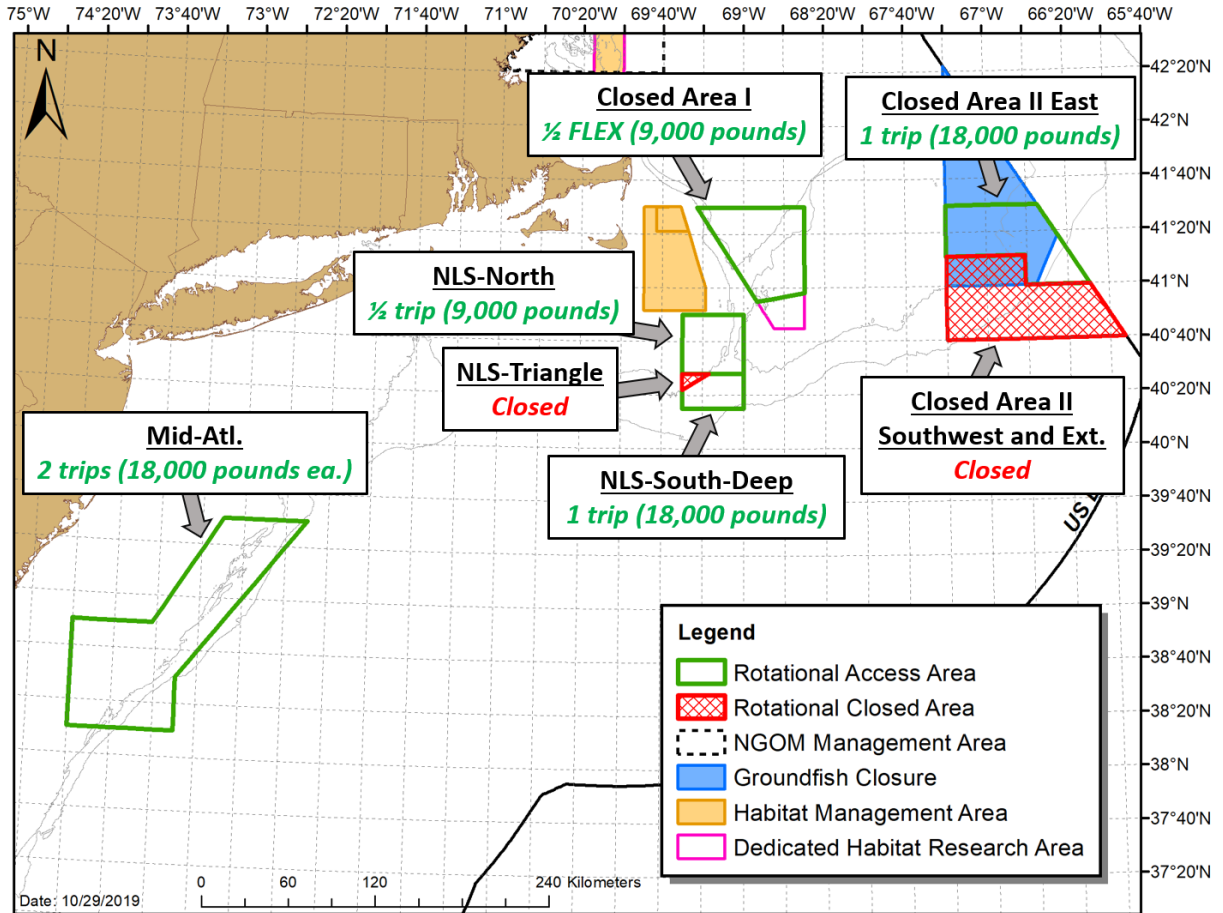 75°W 74°20'W 73°40'W 73°W 72°20'W 71°40'W 71°W 70°20'W 69°40'W 69°W 68°20'W 67°40'W 67°W 66°20'W 65°40'W
N
Closed Area I
½ FLEX (9,000 pounds)
Closed Area II East
1 trip (18,000 pounds)
NLS-North
½ trip (9,000 pounds)
NLS-Triangle
Closed
Mid-Atl.
2 trips (18,000 pounds ea.)
NLS-South-Deep
1 trip (18,000 pounds)
Closed Area II
Southwest and Ext.
Closed
US
42°20'N
42°N
41°40'N
41°20'N
41°N
40°40'N
40°20'N
40°N
39°40'N
39°20'N
39°N
38°40'N
38°20'N
38°N
37°40'N
37°20'N
Legend
Rotational Access Area
Rotational Closed Area
NGOM Management Area
Groundfish Closure
Habitat Management Area
Dedicated Habitat Research Area
0 60 120 240 Kilometers
Date: 10/29/2019